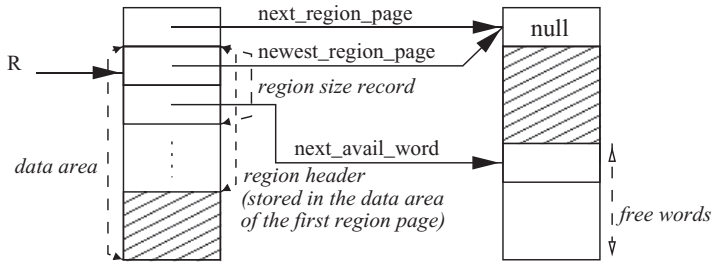 next_region_page
null
newest_region_page
R
region size record
next_avail_word
data area
region header
(stored in the data area
of the first region page)
free words